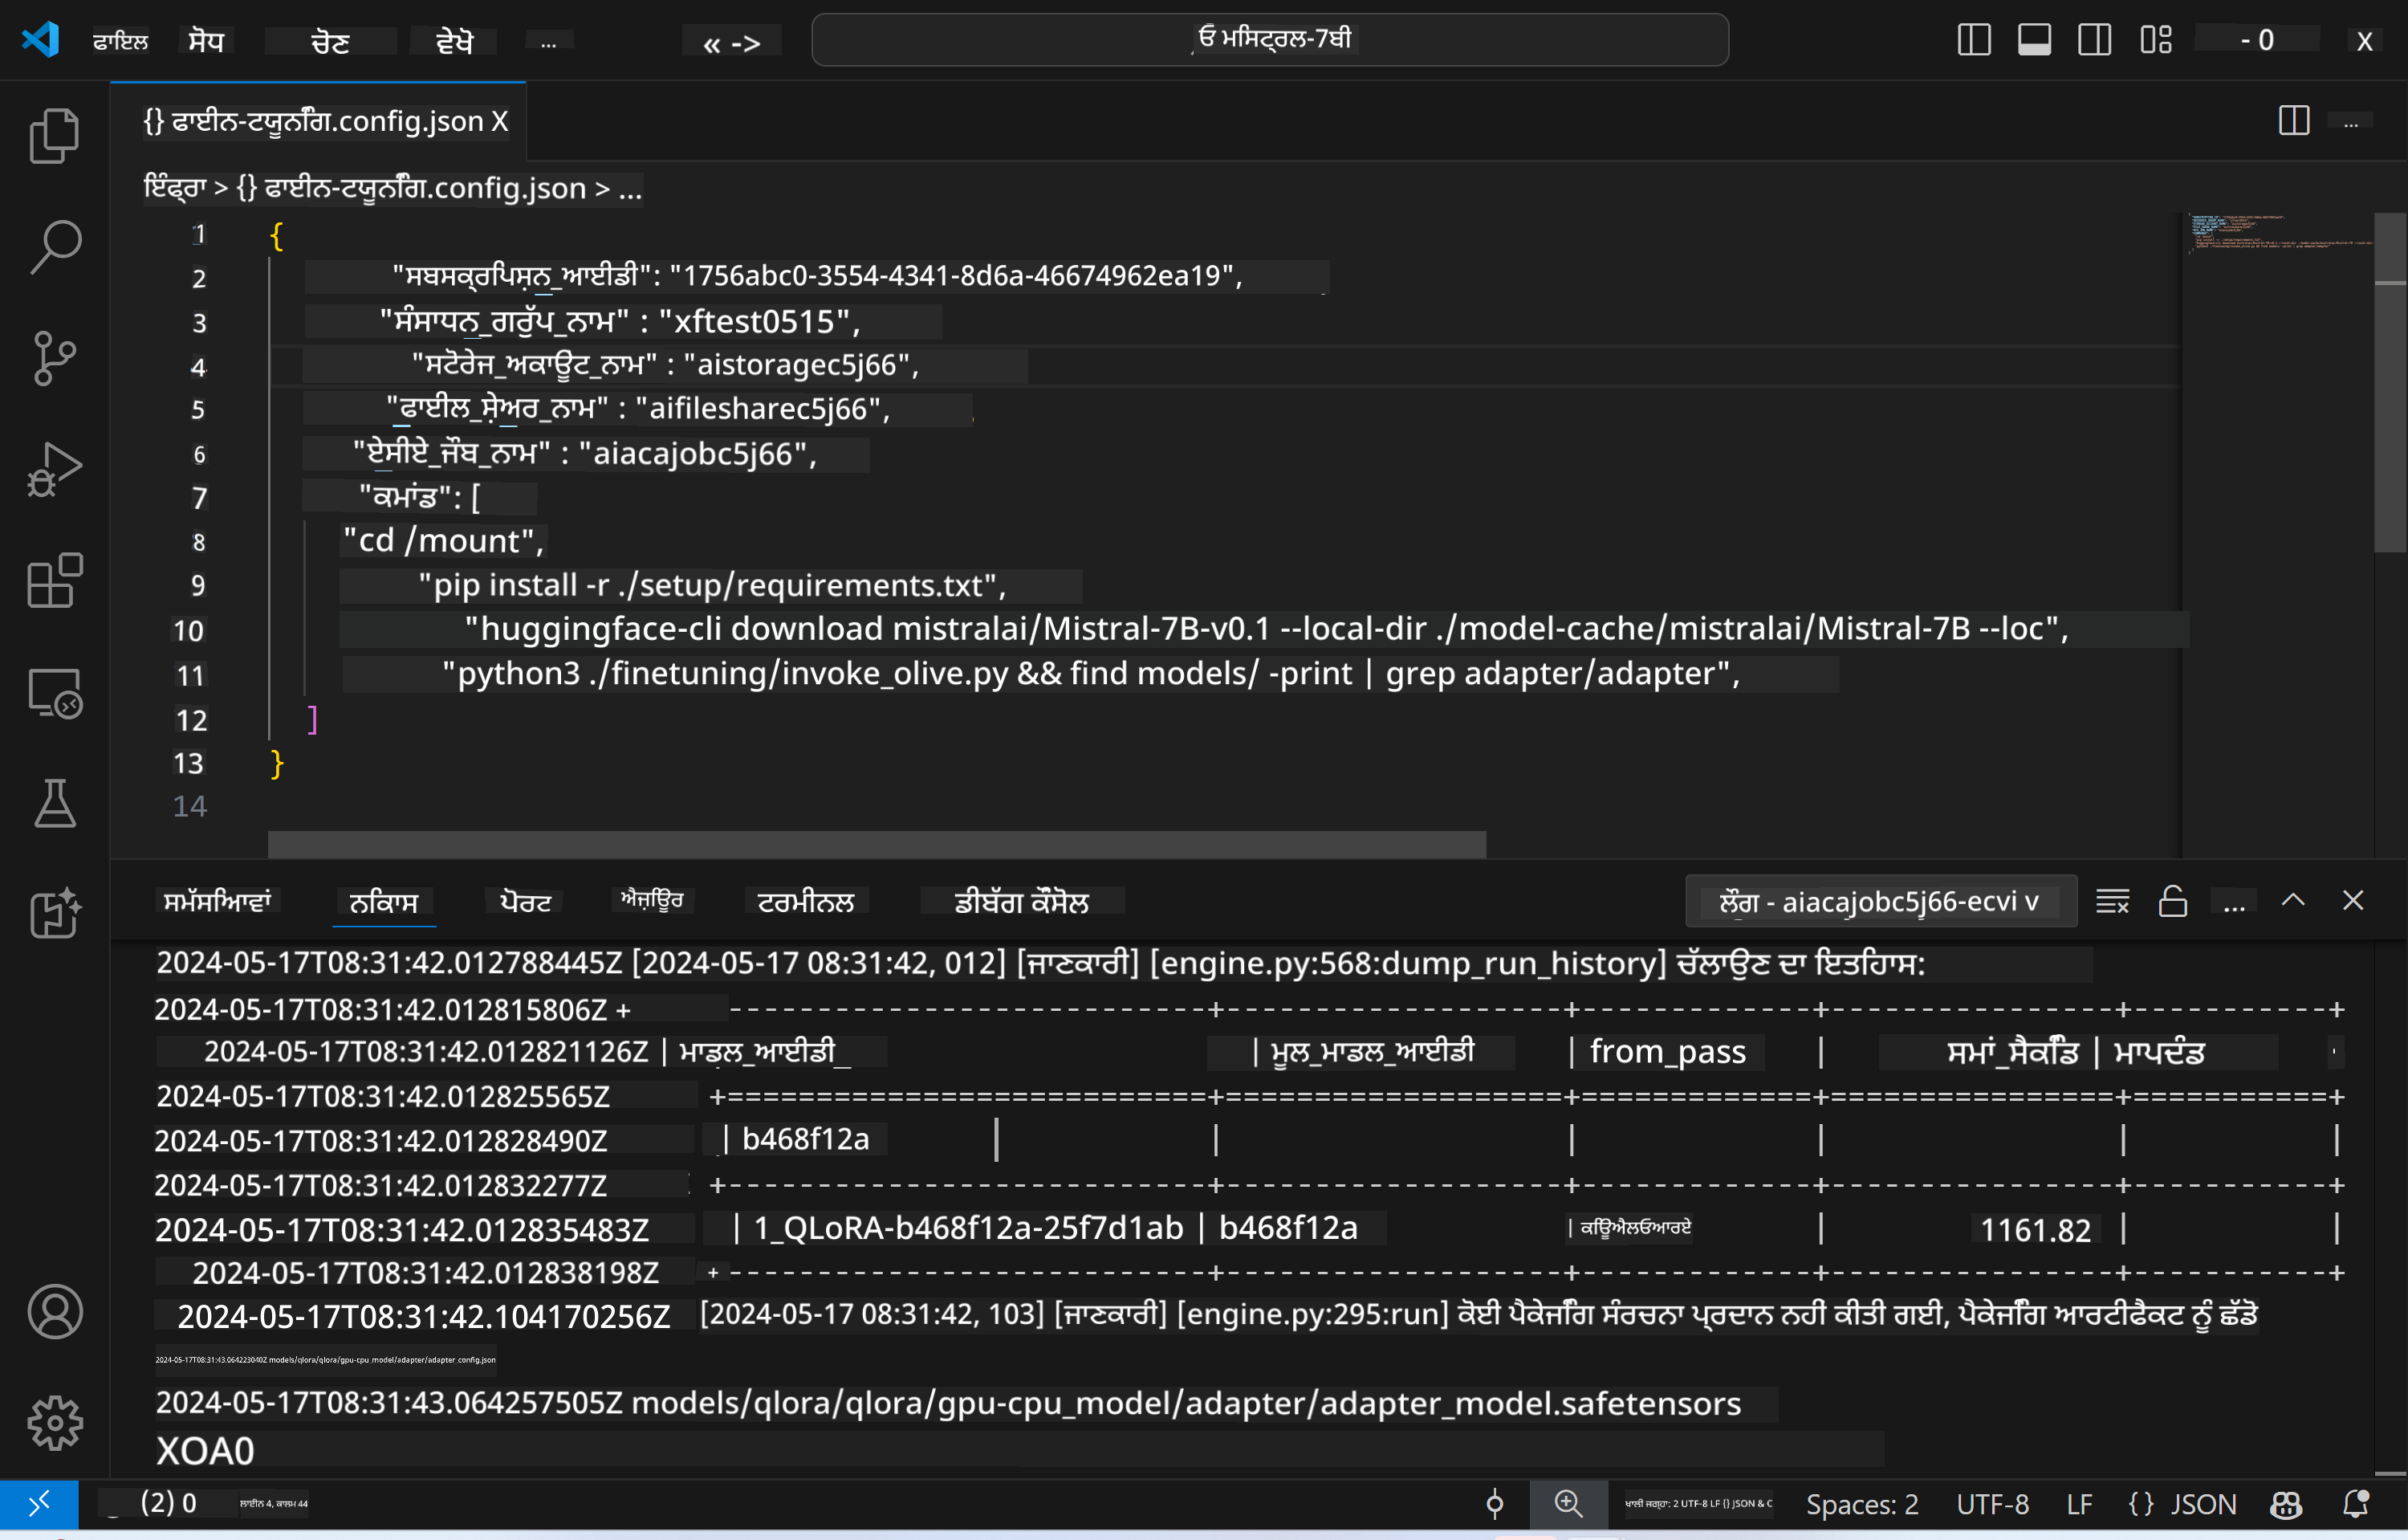 ਫਾਇਲ ਸੋਧ ਚੋਣ ਵੇਖੋ ... « -> ਓ ਮਸਿਟ੍ਰਲ-7ਬੀ - 0 X
{} ਫਾਈਨ-ਟਯੂਨਿੰਗ.config.json X ...
ਇੰਫ੍ਰਾ > {} ਫਾਈਨ-ਟਯੂਨਿੰਗ.config.json > ...
1 {
2 "ਸਬਸਕ੍ਰਿਪਸ਼ਨ_ਆਈਡੀ": "1756abc0-3554-4341-8d6a-46674962ea19",
3 "ਸੰਸਾਧਨ_ਗਰੁੱਪ_ਨਾਮ" : "xftest0515",
4 "ਸਟੋਰੇਜ_ਅਕਾਊਂਟ_ਨਾਮ" : "aistoragec5j66",
5 "ਫਾਈਲ_ਸ਼ੇਅਰ_ਨਾਮ" : "aifilesharec5j66",
6 "ਏਸੀਏ_ਜੌਬ_ਨਾਮ" : "aiacajobc5j66",
7 "ਕਮਾਂਡ": [
8 "cd /mount",
9 "pip install -r ./setup/requirements.txt",
10 "huggingface-cli download mistralai/Mistral-7B-v0.1 --local-dir ./model-cache/mistralai/Mistral-7B --loc",
11 "python3 ./finetuning/invoke_olive.py && find models/ -print | grep adapter/adapter",
12 ]
13 }
14
ਸਮੱਸਿਆਵਾਂ ਨਿਕਾਸ ਪੋਰਟ ਐਜ਼ਿਊਰ ਟਰਮੀਨਲ ਡੀਬੱਗ ਕੌਂਸੋਲ ਲੌਗ - aiacajobc5j66-ecvi v ...
2024-05-17T08:31:42.012788445Z [2024-05-17 08:31:42, 012] [ਜਾਣਕਾਰੀ] [engine.py:568:dump_run_history] ਚੱਲਾਉਣ ਦਾ ਇਤਿਹਾਸ:
2024-05-17T08:31:42.012815806Z + ---------------------------+-------------------+-------------+----------------+-----------+
2024-05-17T08:31:42.012821126Z | ਮਾਡਲ_ਆਈਡੀ_ | ਮੂਲ_ਮਾਡਲ_ਆਈਡੀ | from_pass | ਸਮਾਂ_ਸੈਕੰਡਿ | ਮਾਪਦੰਡ
2024-05-17T08:31:42.012825565Z +===========================+===================+=============+================+===========+
2024-05-17T08:31:42.012828490Z | b468f12a | | | | | |
2024-05-17T08:31:42.012832277Z +---------------------------+-------------------+-------------+----------------+-----------+
2024-05-17T08:31:42.012835483Z | 1_QLoRA-b468f12a-25f7d1ab | b468f12a | ਕਿਊਐਲਓਆਰਏ | 1161.82 | |
2024-05-17T08:31:42.012838198Z + ---------------------------+-------------------+-------------+----------------+-----------+
2024-05-17T08:31:42.104170256Z [2024-05-17 08:31:42, 103] [ਜਾਣਕਾਰੀ] [engine.py:295:run] ਕੋਈ ਪੈਕੇਜਿੰਗ ਸੰਰਚਨਾ ਪ੍ਰਦਾਨ ਨਹੀਂ ਕੀਤੀ ਗਈ, ਪੈਕੇਜਿੰਗ ਆਰਟੀਫੈਕਟ ਨੂੰ ਛੱਡੋ
2024-05-17T08:31:43.064223040Z models/qlora/qlora/gpu-cpu_model/adapter/adapter_config.json
2024-05-17T08:31:43.064257505Z models/qlora/qlora/gpu-cpu_model/adapter/adapter_model.safetensors
XOA0
(2) 0 ਲਾਈਨ 4, ਕਾਲਮ 44 ਖਾਲੀ ਜਗ੍ਹਾ: 2 UTF-8 LF {} JSON & C Spaces: 2 UTF-8 LF {} JSON